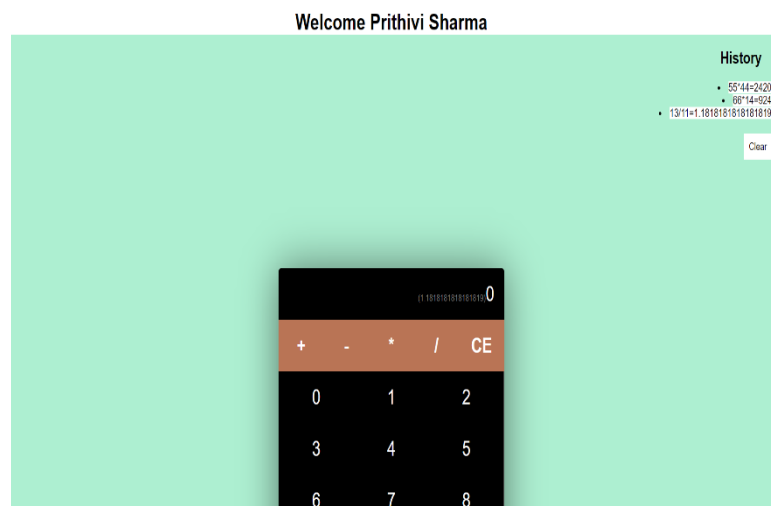 Welcome Prithivi Sharma
History
55*44=2420
66*14=924
13/11=1.1818181818181819
Clear
(1.1818181818181819)0
+ - * / CE
0 1 2
3 4 5
6 7 8